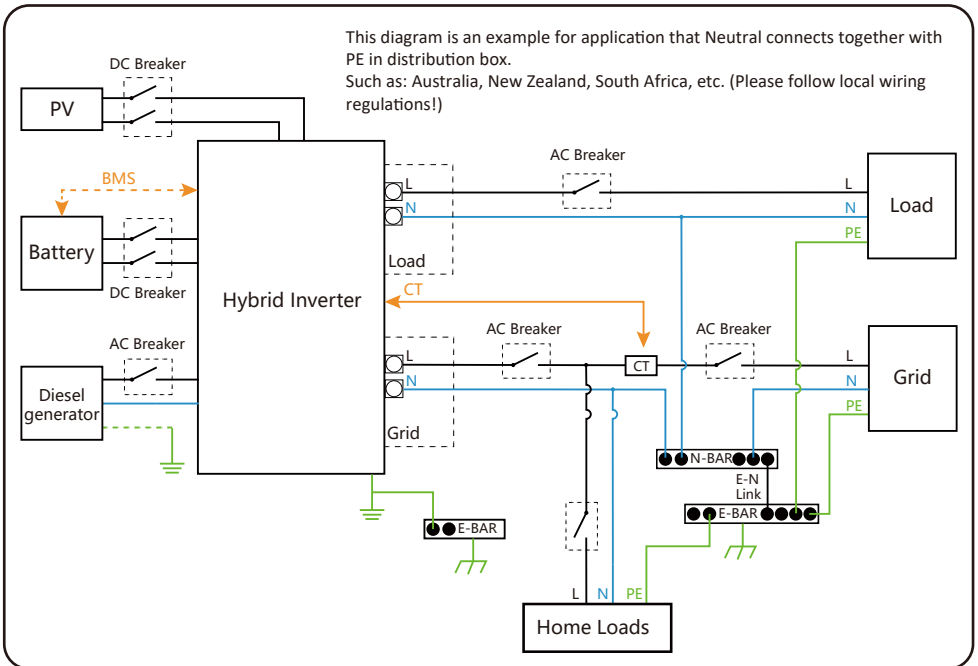 This diagram is an example for application that Neutral connects together with
PE in distribution box.
Such as: Australia, New Zealand, South Africa, etc. (Please follow local wiring
regulations!)
DC Breaker
PV
AC Breaker
BMS
L
N
L
N
PE
Load
Battery
Load
DC Breaker
Hybrid Inverter
CT
AC Breaker
AC Breaker
AC Breaker
L
CT
L
N
N
PE
Grid
Diesel
generator
Grid
N-BAR
E-N
Link
E-BAR
E-BAR
L
N
PE
Home Loads